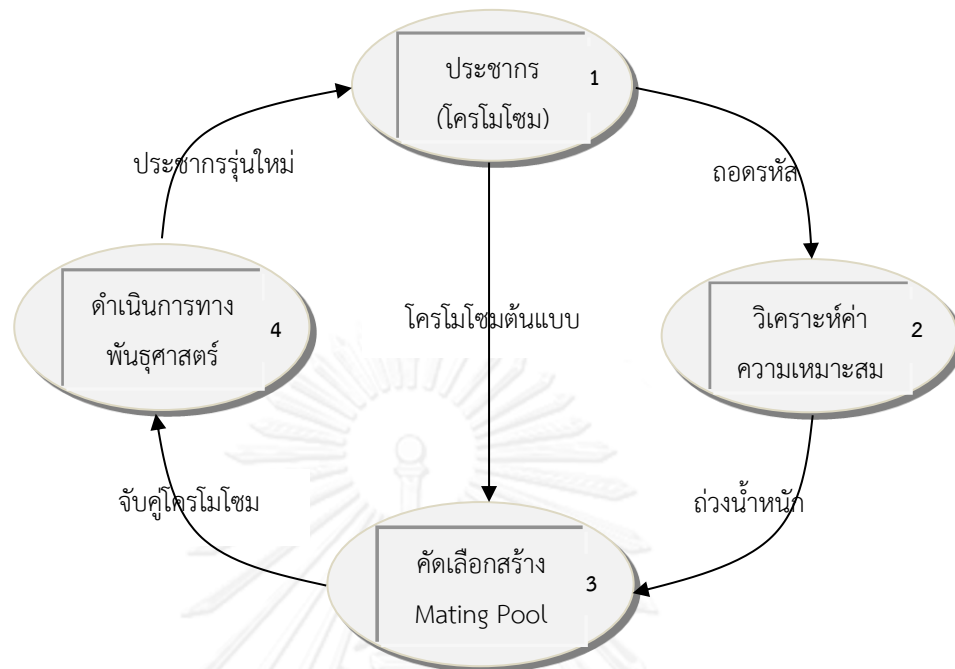 ประชากร 1
(โครโมโซม)
ประชากรรุ่นใหม่
ถอดรหัส
ดำเนินการทาง
พันธุศาสตร์ 4
โครโมโซมต้นแบบ
วิเคราะห์ค่า 2
ความเหมาะสม
จับคู่โครโมโซม
ถ่วงน้ำหนัก
คัดเลือกสร้าง 3
Mating Pool